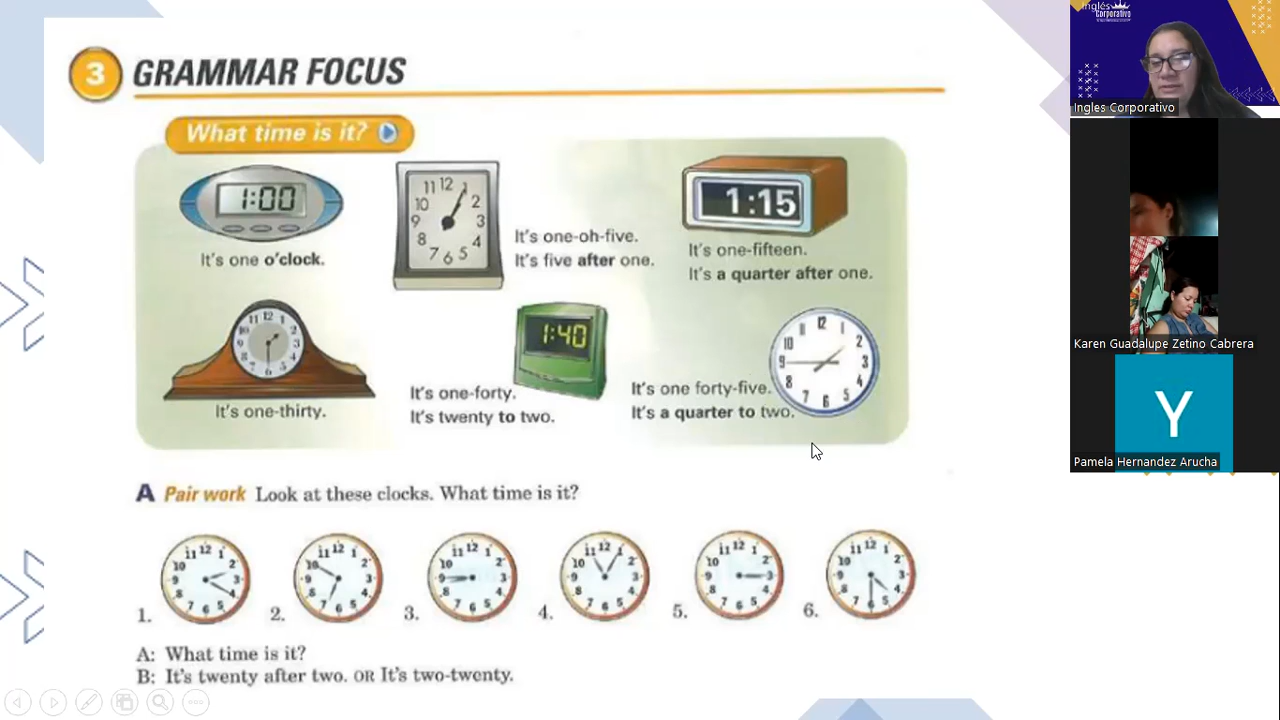 3 GRAMMAR FOCUS
What time is it?
1:00
It's one o'clock.
It's one-oh-five.
It's five after one.
1:15
It's one-fifteen.
It's a quarter after one.
It's one-thirty.
1:40
It's one-forty.
It's twenty to two.
It's one forty-five.
It's a quarter to two.
A Pair work Look at these clocks. What time is it?
1.
2.
3.
4.
5.
6.
A: What time is it?
B: It's twenty after two. OR It's two-twenty.
Inglés
corporativo
Ingles Corporativo
Karen Guadalupe Zetino Cabrera
Y
Pamela Hernandez Arucha